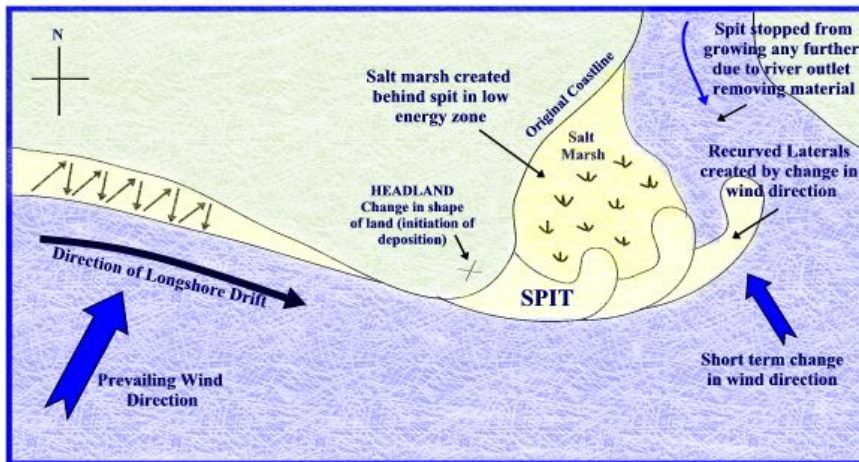 N
Spit stopped from
growing any further
due to river outlet
removing material
Salt marsh created
behind spit in low
energy zone
Original Coastline
Salt
Marsh
Recurved Laterals
created by change in
wind direction
HEADLAND
Change in shape
of land (initiation of
deposition)
Direction of Longshore Drift
SPIT
Prevailing Wind
Direction
Short term change
in wind direction